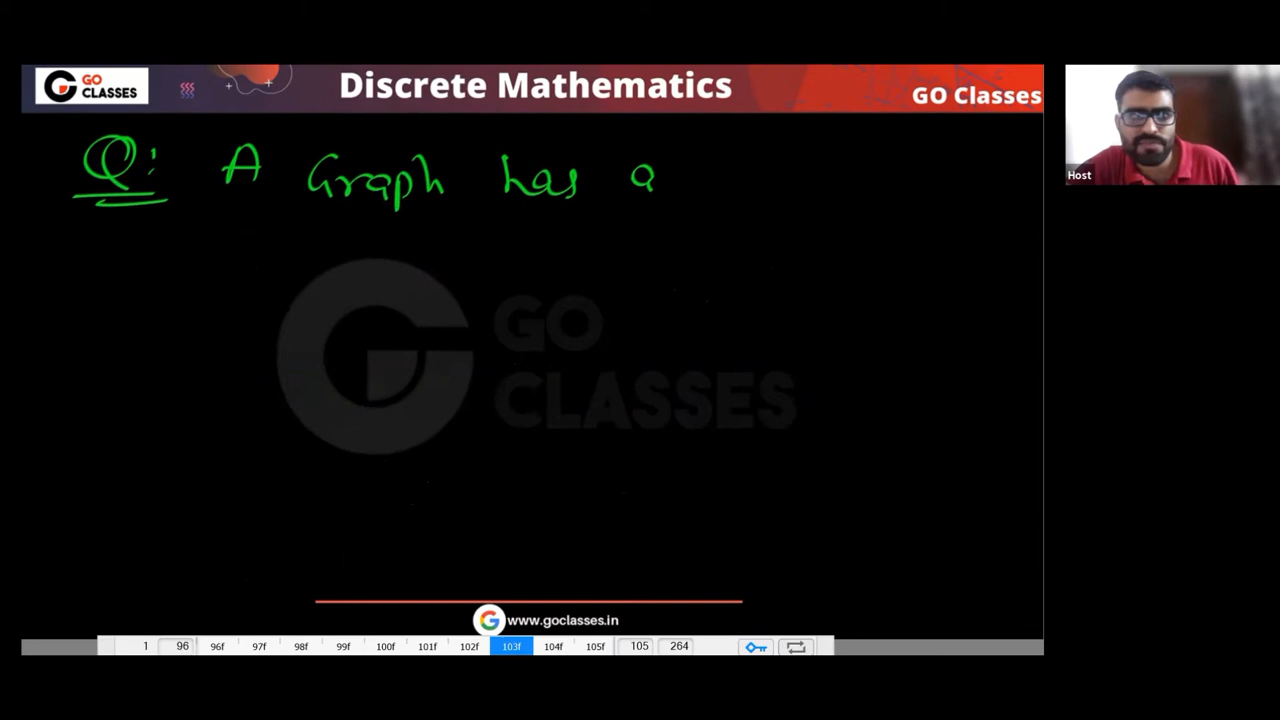 GO
CLASSES
Discrete Mathematics
GO Classes
Q: A Graph has a
Host
GO
CLASSES
www.goclasses.in
1 96 96f 97f 98f 99f 100f 101f 102f 103f 104f 105f 105 264